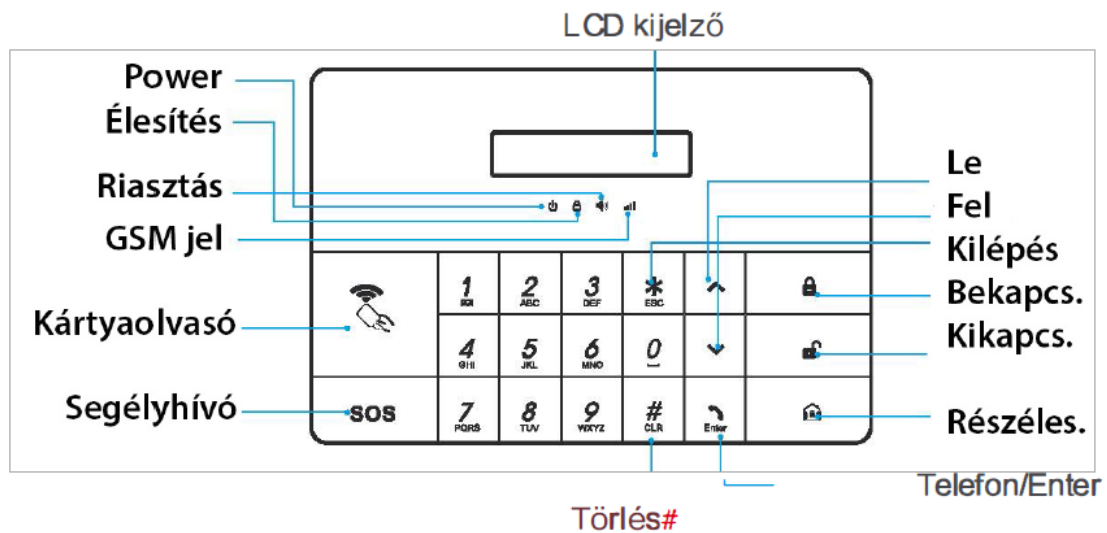 LCD kijelző
Power
Élesítés
Riasztás
GSM jel
Kártyaolvasó
Segélyhívó
1
2 ABC
3 DEF
* ESC
4 GHI
5 JKL
6 MNO
0
SOS
7 PQRS
8 TUV
9 WXYZ
# CLR
Enter
Le
Fel
Kilépés
Bekapcs.
Kikapcs.
Részéles.
Telefon/Enter
Törlés#